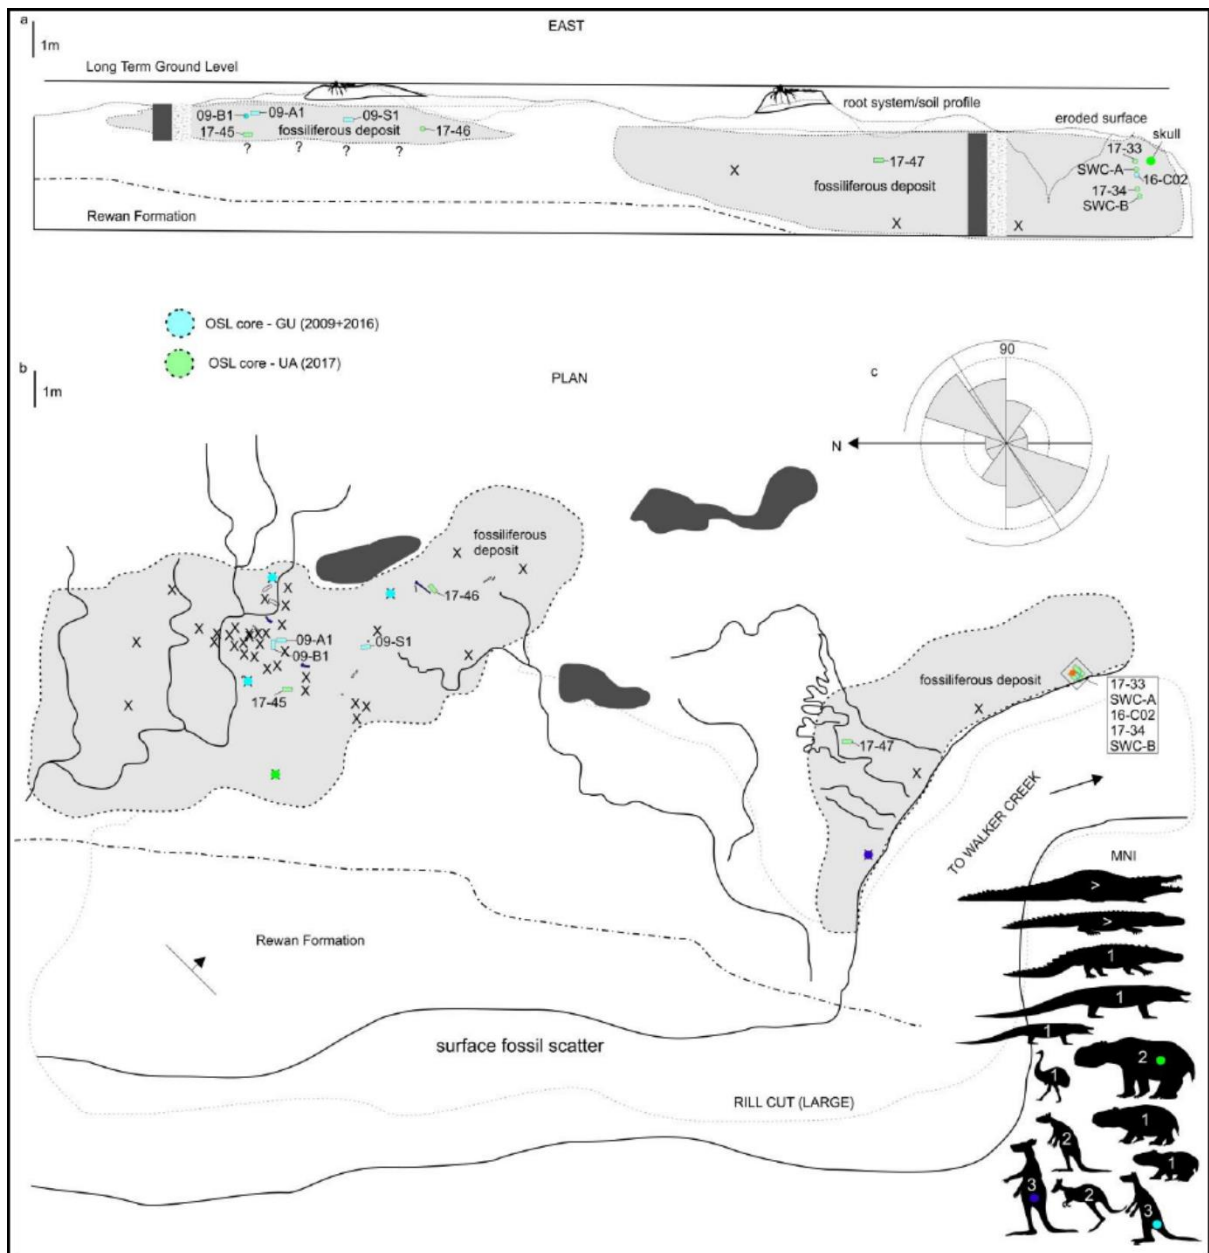 a
EAST
1m
Long Term Ground Level
09-B1
09-A1
09-S1
17-45
fossiliferous deposit
17-46
? ? ? ?
root system/soil profile
eroded surface
skull
17-33
SWC-A
16-C02
17-34
SWC-B
17-47
X
fossiliferous deposit
X
X
Rewan Formation
OSL core - GU (2009+2016)
OSL core - UA (2017)
b
1m
PLAN
c
90
N
fossiliferous
deposit
17-46
09-A1
09-B1
09-S1
17-45
fossiliferous deposit
17-33
SWC-A
16-C02
17-34
SWC-B
17-47
TO WALKER CREEK
MNI
>
>
1
1
1
1
2
2
1
1
3
2
3
Rewan Formation
surface fossil scatter
RILL CUT (LARGE)